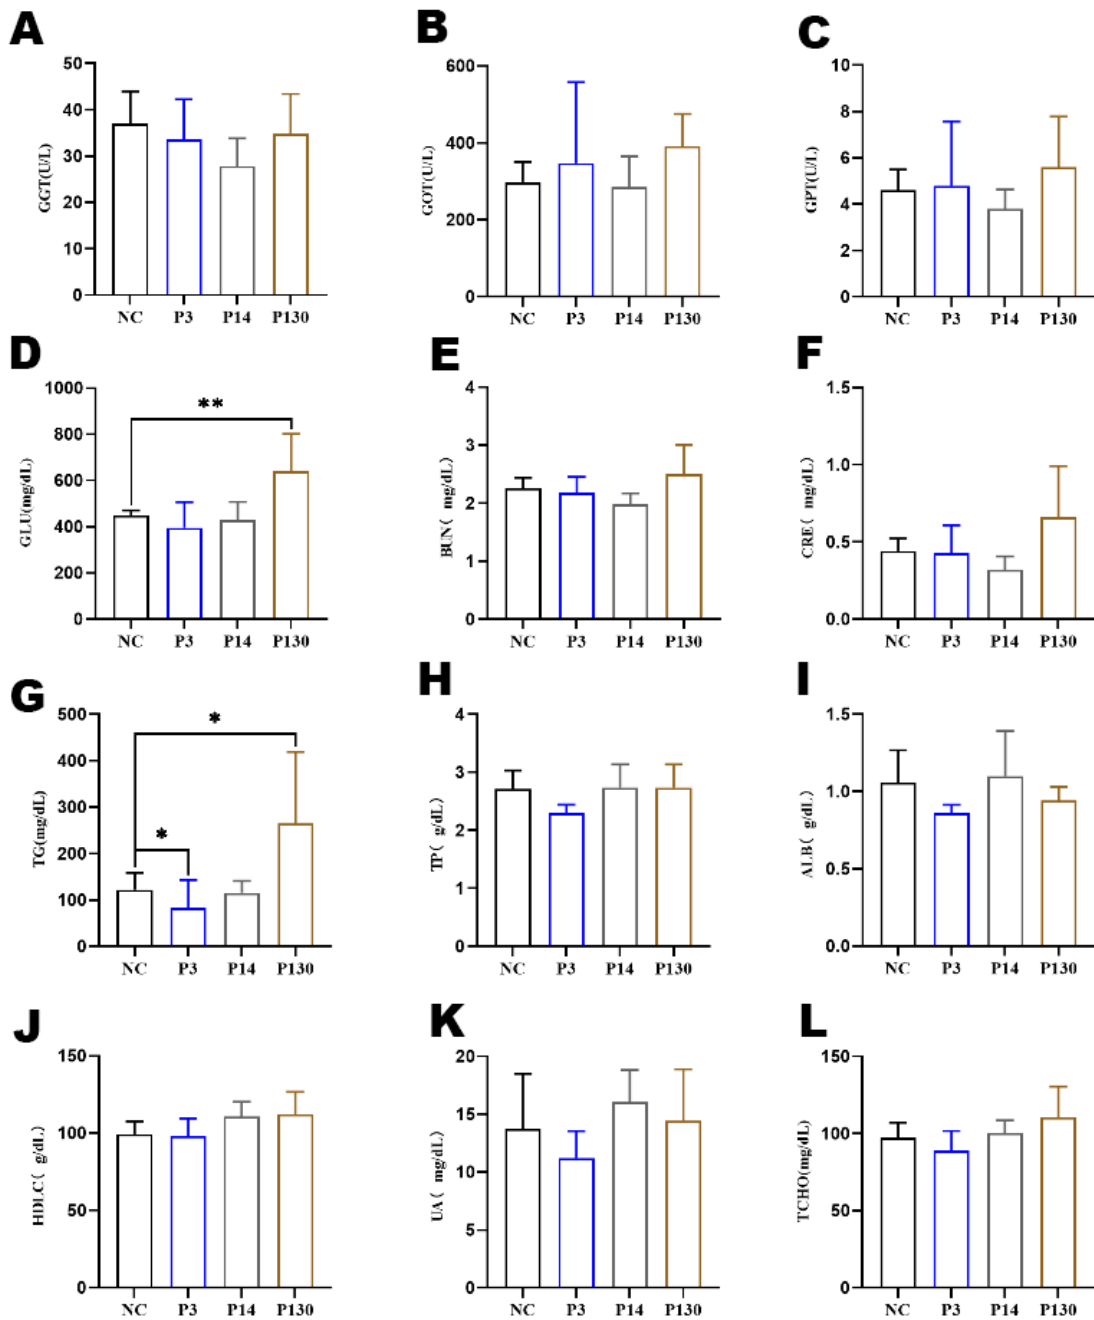 A
GGT(U/L)
50
40
30
20
10
0
NC P3 P14 P130
B
GOT(U/L)
600
400
200
0
NC P3 P14 P130
C
GPT(U/L)
10
8
6
4
2
0
NC P3 P14 P130
D
GLU(mg/dL)
1000
800
600
400
200
0
**
NC P3 P14 P130
E
BUN( mg/dL)
4
3
2
1
0
NC P3 P14 P130
F
CRE( mg/dL)
1.5
1.0
0.5
0.0
NC P3 P14 P130
G
TG(mg/dL)
500
400
300
200
100
0
*
*
NC P3 P14 P130
H
TP( g/dL)
4
3
2
1
0
NC P3 P14 P130
I
ALB( g/dL)
1.5
1.0
0.5
0.0
NC P3 P14 P130
J
HDLC( g/dL)
150
100
50
0
NC P3 P14 P130
K
UA( mg/dL)
20
15
10
5
0
NC P3 P14 P130
L
TCHO(mg/dL)
150
100
50
0
NC P3 P14 P130